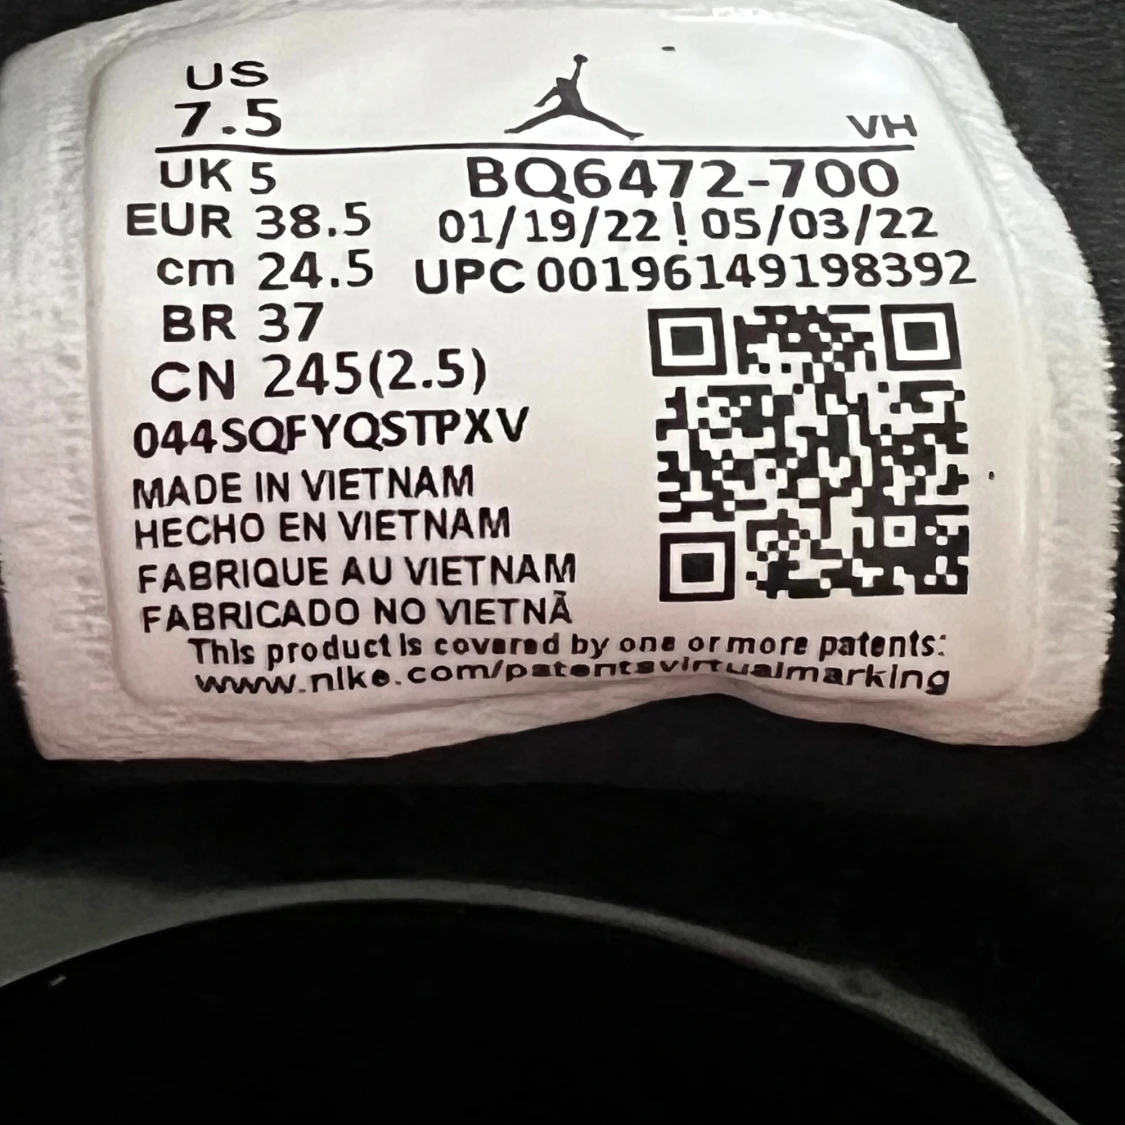 US
7.5
VH
UK 5
BQ6472-700
EUR 38.5
01/19/22 ! 05/03/22
cm 24.5
UPC 00196149198392
BR 37
CN 245(2.5)
044SQFYQSTPXV
MADE IN VIETNAM
HECHO EN VIETNAM
FABRIQUE AU VIETNAM
FABRICADO NO VIETNÃ
This product is covered by one or more patents:
www.nike.com/patentsvirtualmarking